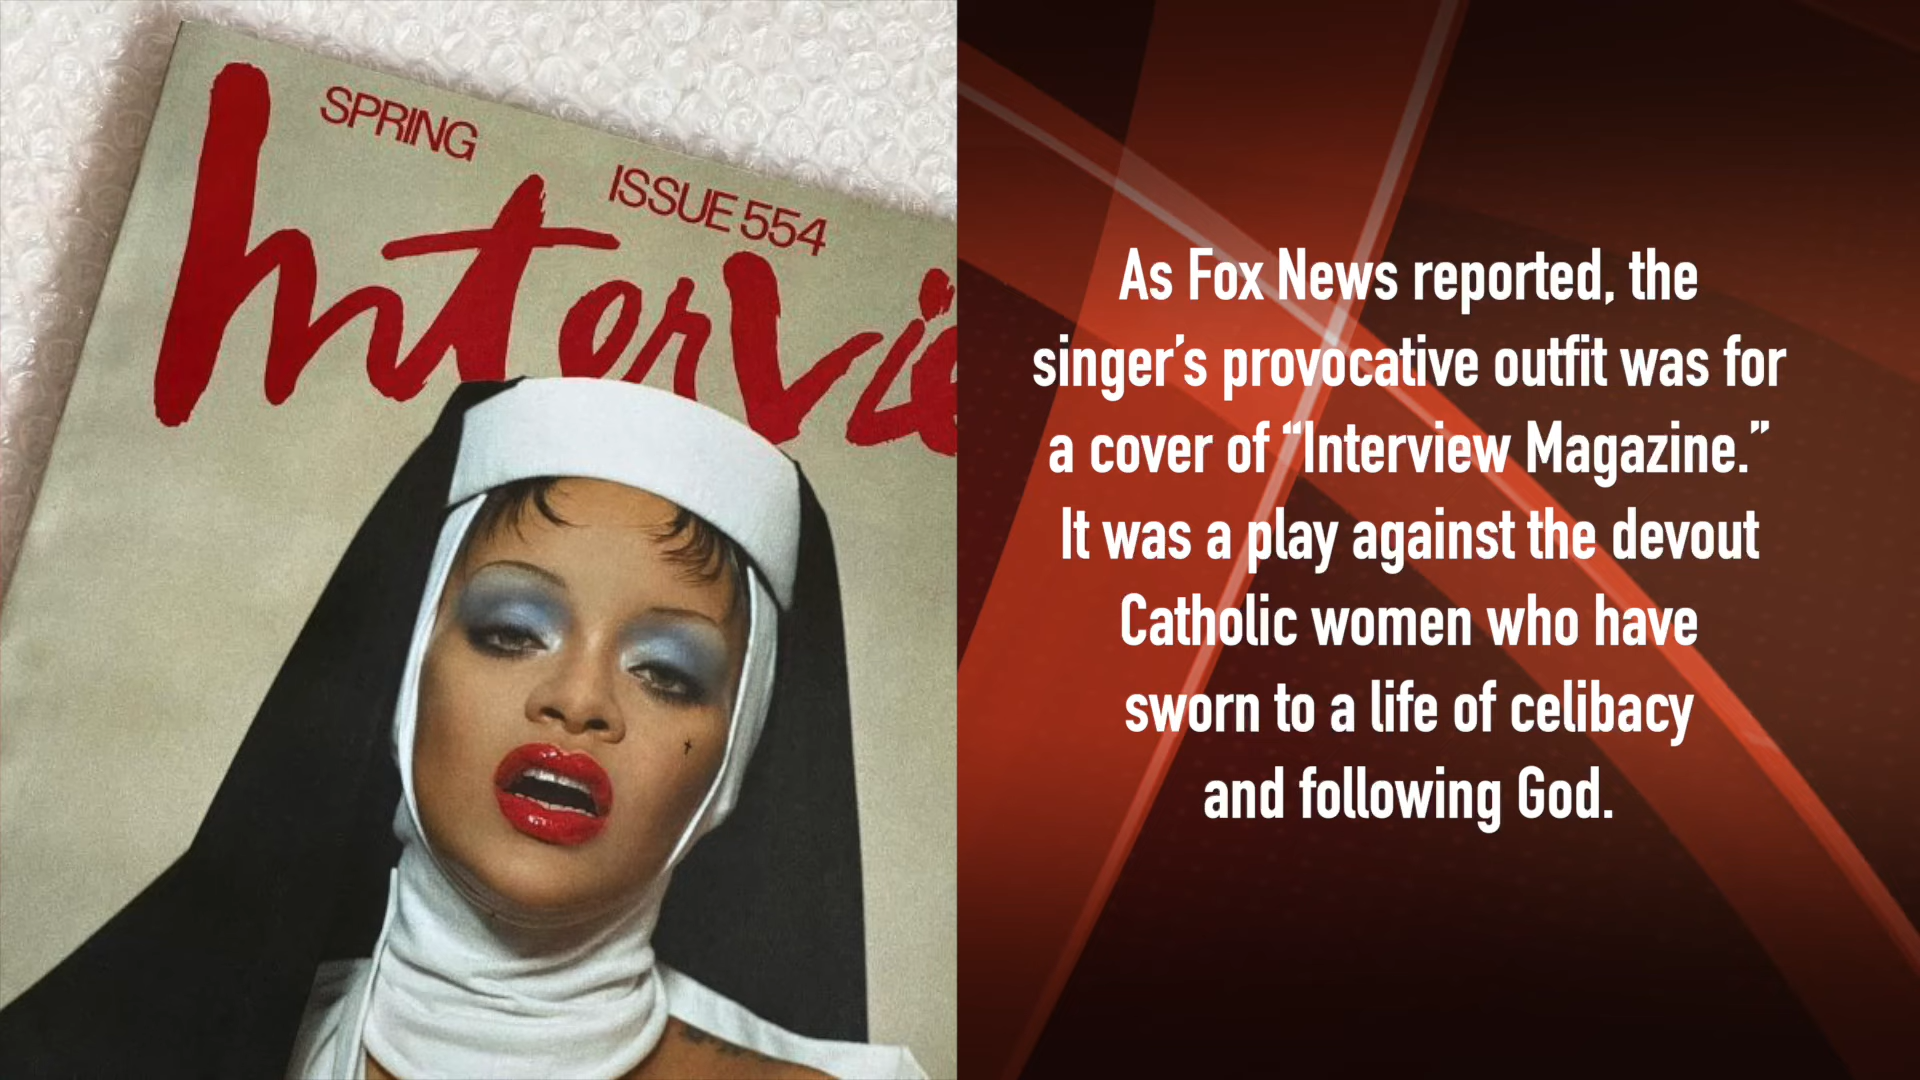 SPRING
ISSUE 554
Intervie
As Fox News reported, the
singer’s provocative outfit was for
a cover of “Interview Magazine.”
It was a play against the devout
Catholic women who have
sworn to a life of celibacy
and following God.